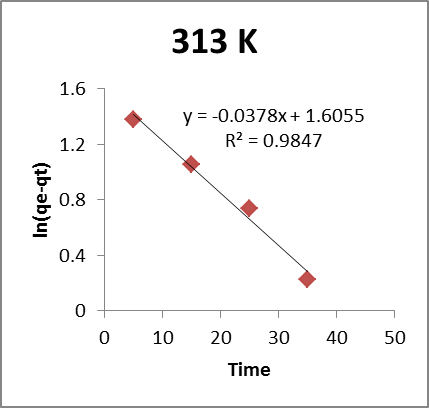 313 K
y = -0.0378x + 1.6055
R² = 0.9847
1.6
1.2
0.8
0.4
0
ln(qe-qt)
0 10 20 30 40 50
Time